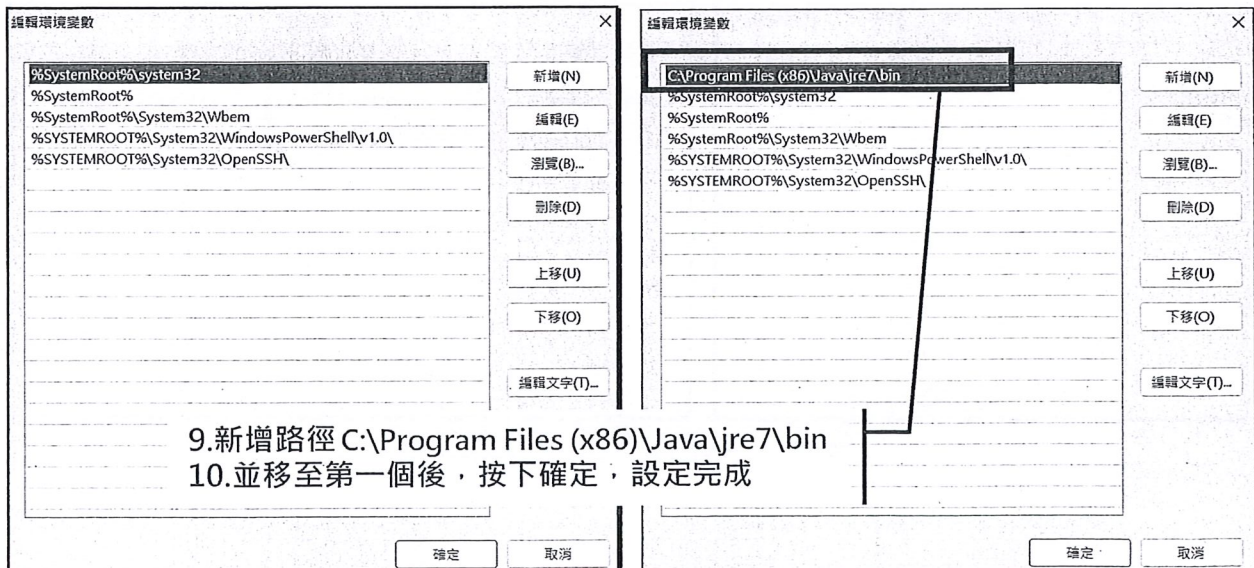 編輯環境變數
%SystemRoot%\system32
%SystemRoot%
%SystemRoot%\System32\Wbem
%SYSTEMROOT%\System32\WindowsPowerShell\v1.0\
%SYSTEMROOT%\System32\OpenSSH\
新增(N)
編輯(E)
瀏覽(B)...
刪除(D)
上移(U)
下移(O)
編輯文字(T)...
確定
取消
編輯環境變數
C:\Program Files (x86)\Java\jre7\bin
%SystemRoot%\system32
%SystemRoot%
%SystemRoot%\System32\Wbem
%SYSTEMROOT%\System32\WindowsPowerShell\v1.0\
%SYSTEMROOT%\System32\OpenSSH\
新增(N)
編輯(E)
瀏覽(B)...
刪除(D)
上移(U)
下移(O)
編輯文字(T)...
確定
取消
9.新增路徑 C:\Program Files (x86)\Java\jre7\bin
10.並移至第一個後，按下確定，設定完成